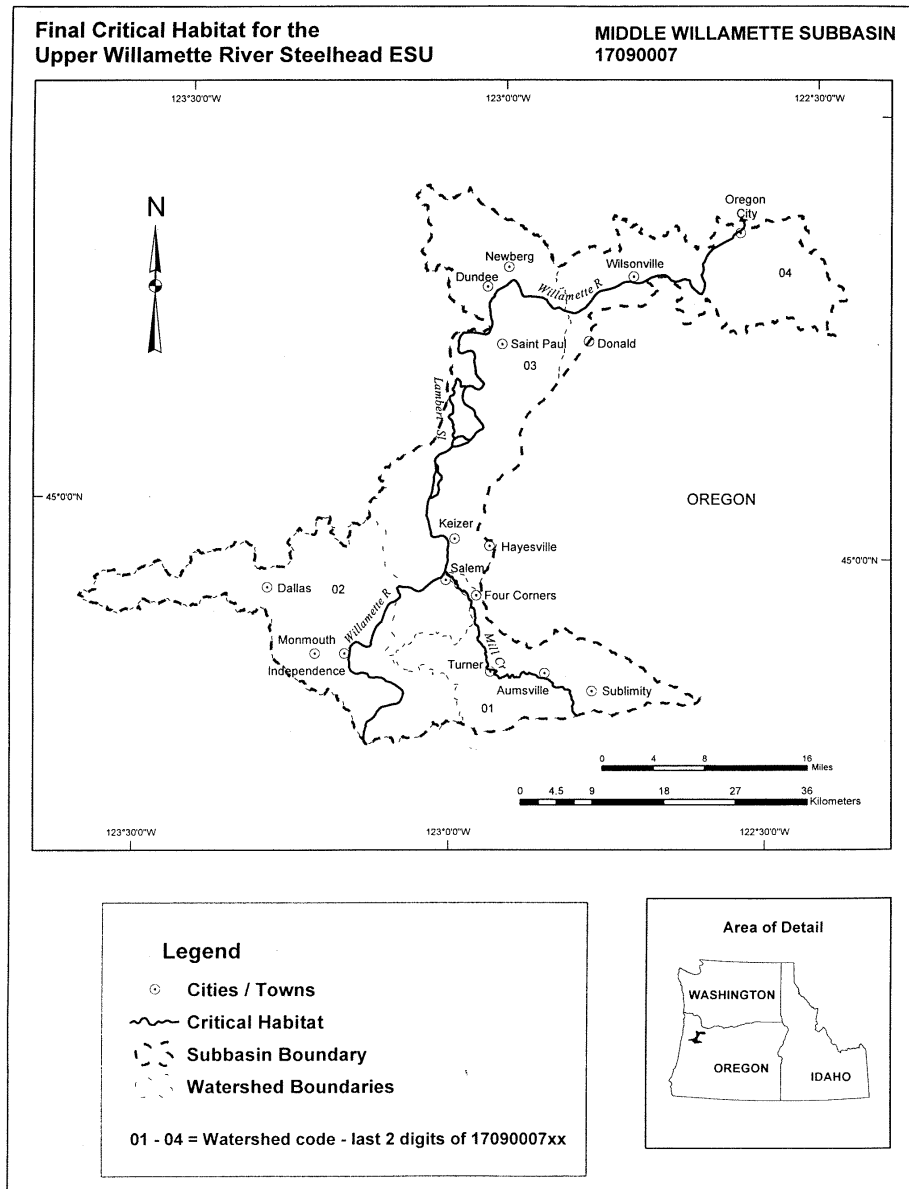 Final Critical Habitat for the
Upper Willamette River Steelhead ESU
MIDDLE WILLAMETTE SUBBASIN
17090007
123°30'0"W
123°0'0"W
122°30'0"W
N
Oregon
City
Newberg
Wilsonville
04
Dundee
Willamette R
Saint Paul
Donald
03
Lambert Sl
45°0'0"N
OREGON
Keizer
Hayesville
45°0'0"N
Salem
Dallas
02
Four Corners
Willamette R
Monmouth
Mill Cr
Independence
Turner
Aumsville
Sublimity
01
0 4 8 16
Miles
0 4.5 9 18 27 36
Kilometers
123°30'0"W
123°0'0"W
122°30'0"W
Legend
Cities / Towns
Critical Habitat
Subbasin Boundary
Watershed Boundaries
01 - 04 = Watershed code - last 2 digits of 17090007xx
Area of Detail
WASHINGTON
OREGON
IDAHO